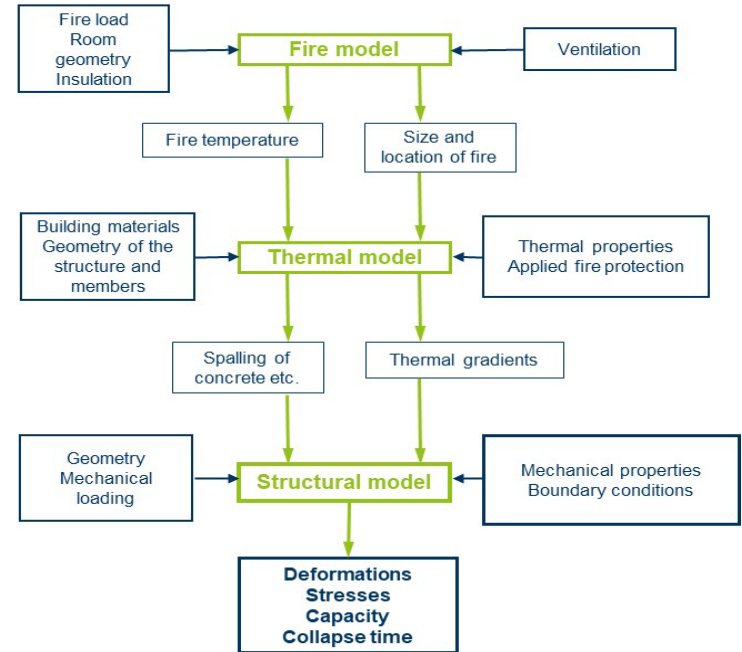 Fire load
Room
geometry
Insulation
Fire model
Ventilation
Fire temperature
Size and
location of fire
Building materials
Geometry of the
structure and
members
Thermal model
Thermal properties
Applied fire protection
Spalling of
concrete etc.
Thermal gradients
Geometry
Mechanical
loading
Structural model
Mechanical properties
Boundary conditions
Deformations
Stresses
Capacity
Collapse time